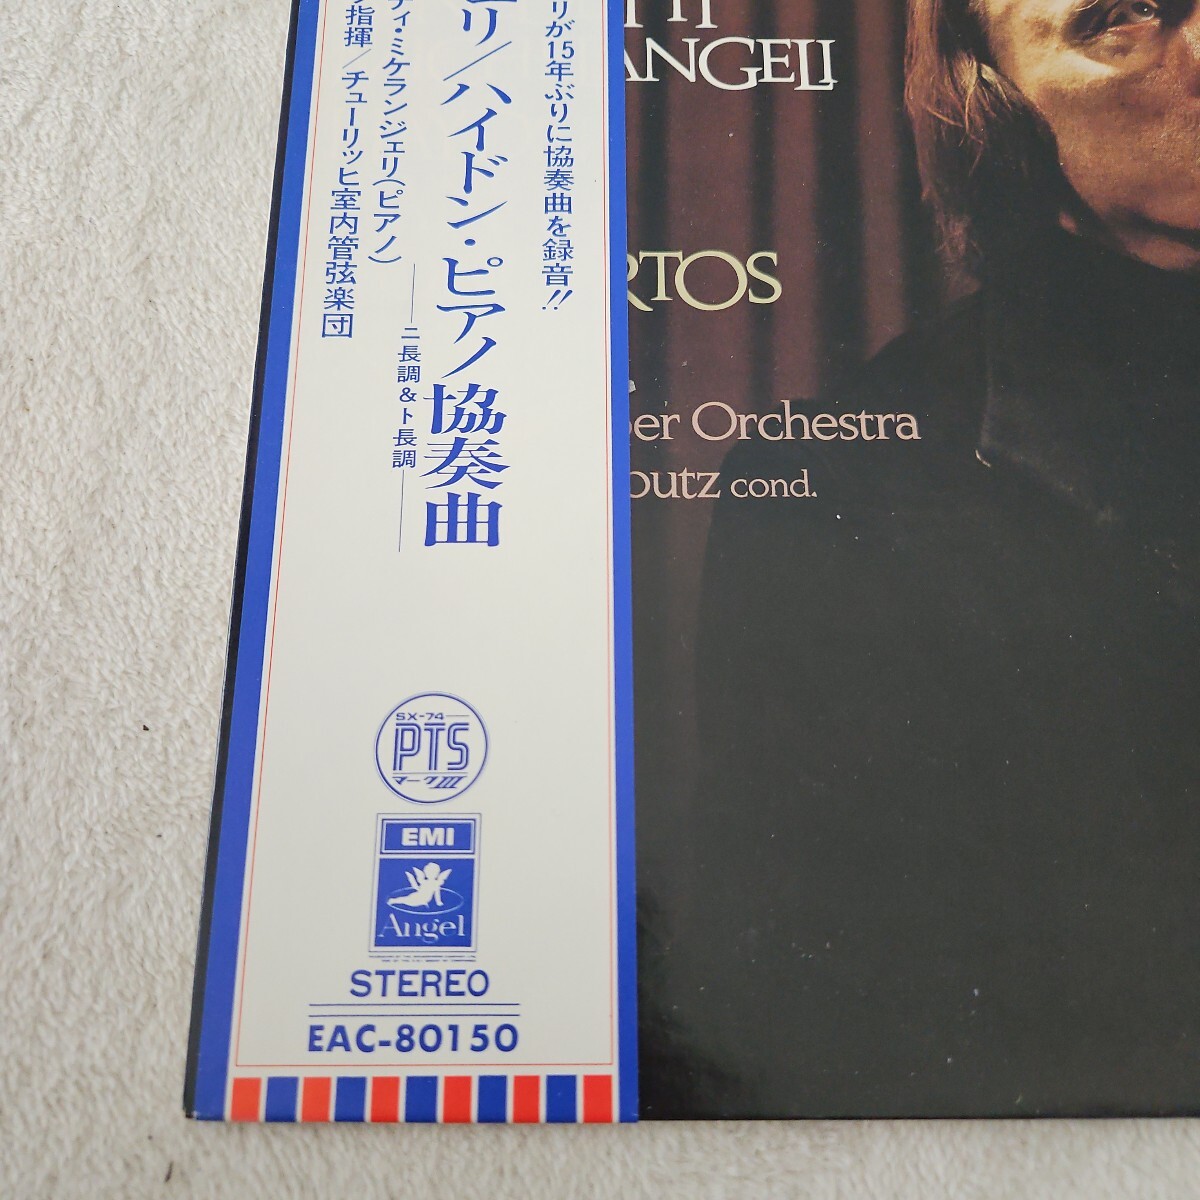 リが15年ぶりに協奏曲を録音!!
ェリ/ハイドン・ピアノ協奏曲
ニ長調&ト長調
ディ・ミケランジェリ(ピアノ)
指揮/チューリッヒ室内管弦楽団
SX-74
PTS
マークIII
EMI
Angel
STEREO
EAC-80150
TI
ANGELI
RTOS
ber Orchestra
outz cond.